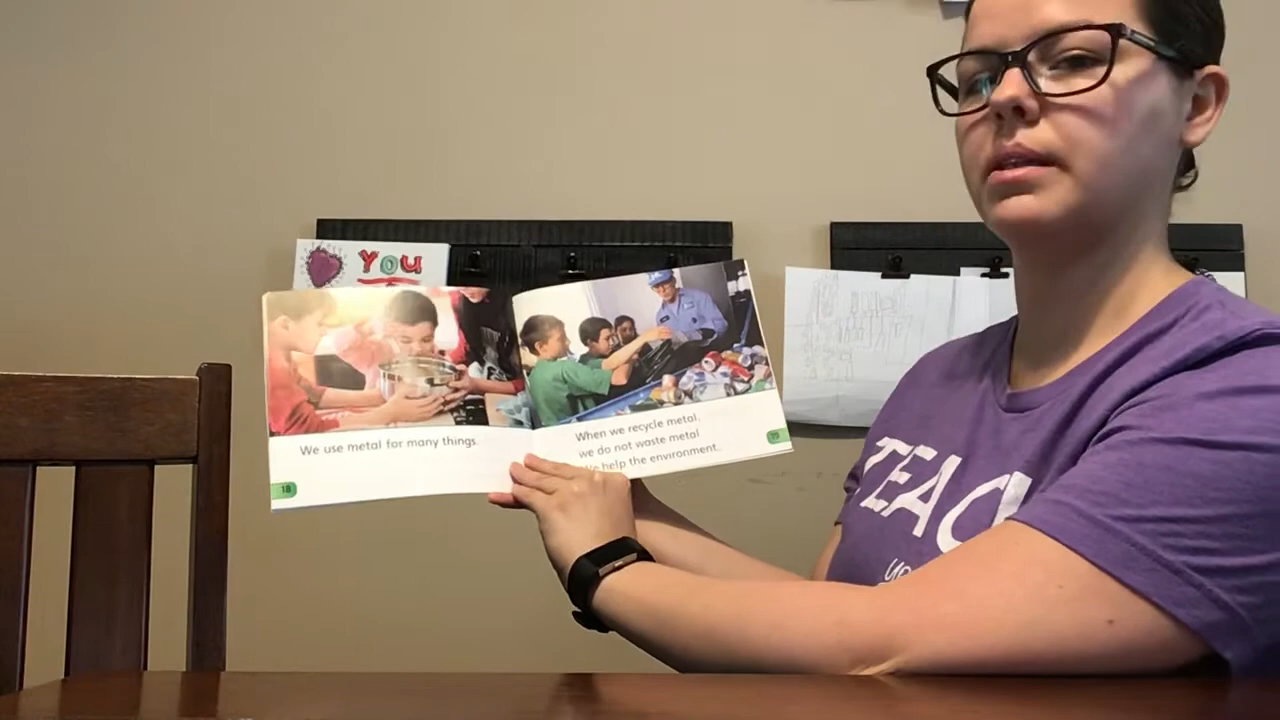 You
We use metal for many things.
18
When we recycle metal,
we do not waste metal
We help the environment.
TEAC